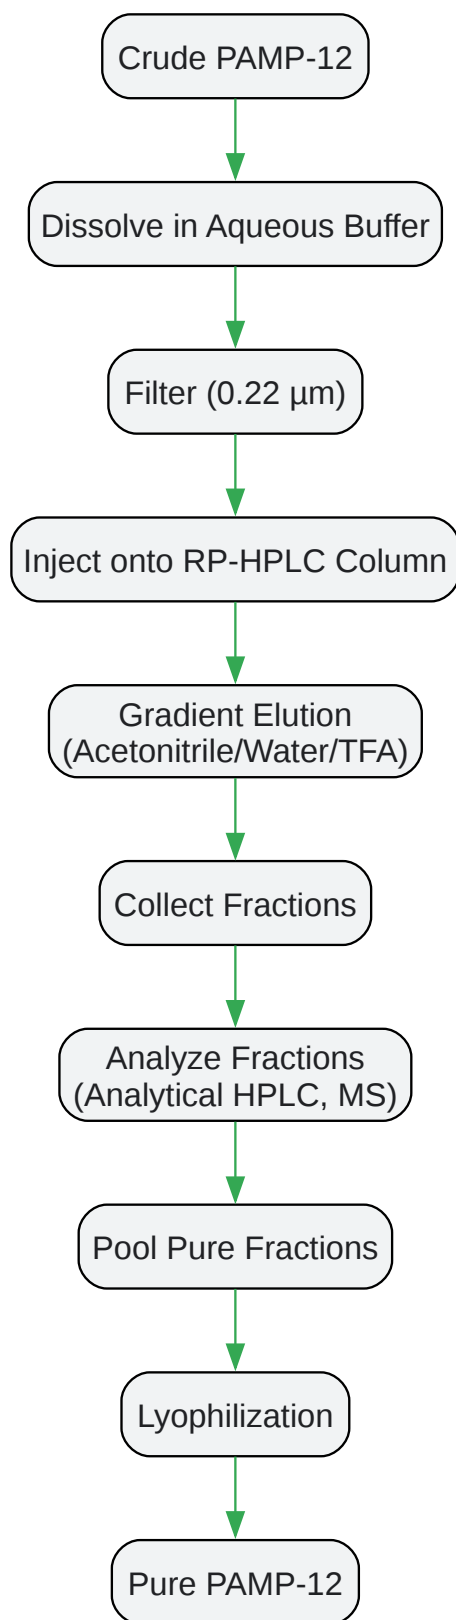 Crude PAMP-12
Dissolve in Aqueous Buffer
Filter (0.22 µm)
Inject onto RP-HPLC Column
Gradient Elution
(Acetonitrile/Water/TFA)
Collect Fractions
Analyze Fractions
(Analytical HPLC, MS)
Pool Pure Fractions
Lyophilization
Pure PAMP-12